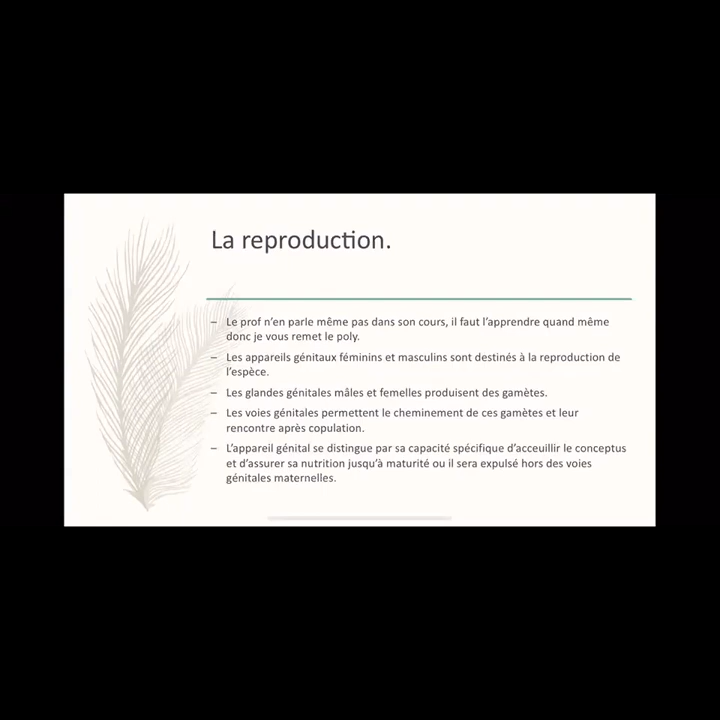 La reproduction.
– Le prof n'en parle même pas dans son cours, il faut l'apprendre quand même
donc je vous remet le poly.
– Les appareils génitaux féminins et masculins sont destinés à la reproduction de
l'espèce.
– Les glandes génitales mâles et femelles produisent des gamètes.
– Les voies génitales permettent le cheminement de ces gamètes et leur
rencontre après copulation.
– L'appareil génital se distingue par sa capacité spécifique d'acceuillir le conceptus
et d'assurer sa nutrition jusqu'à maturité ou il sera expulsé hors des voies
génitales maternelles.